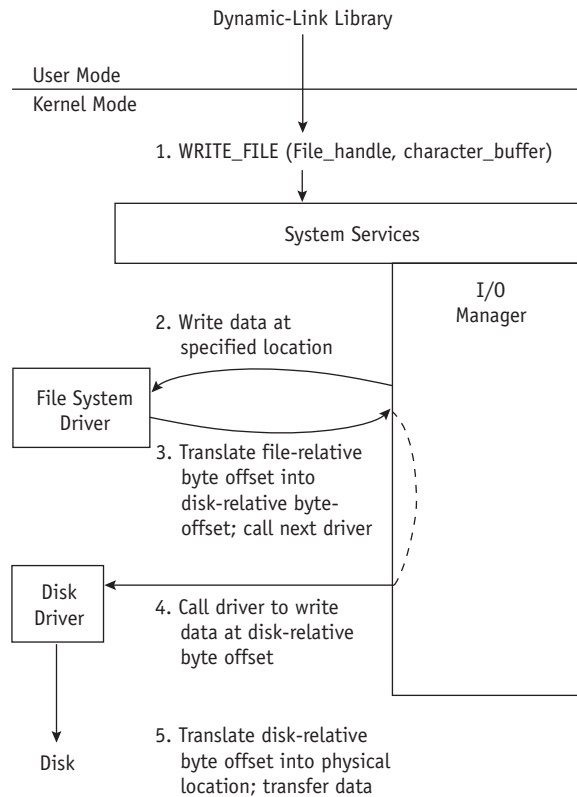 Dynamic-Link Library
User Mode
Kernel Mode
1. WRITE_FILE (File_handle, character_buffer)
System Services
I/O
Manager
2. Write data at
specified location
File System
Driver
3. Translate file-relative
byte offset into
disk-relative byte-
offset; call next driver
Disk
Driver
4. Call driver to write
data at disk-relative
byte offset
5. Translate disk-relative
byte offset into physical
location; transfer data
Disk